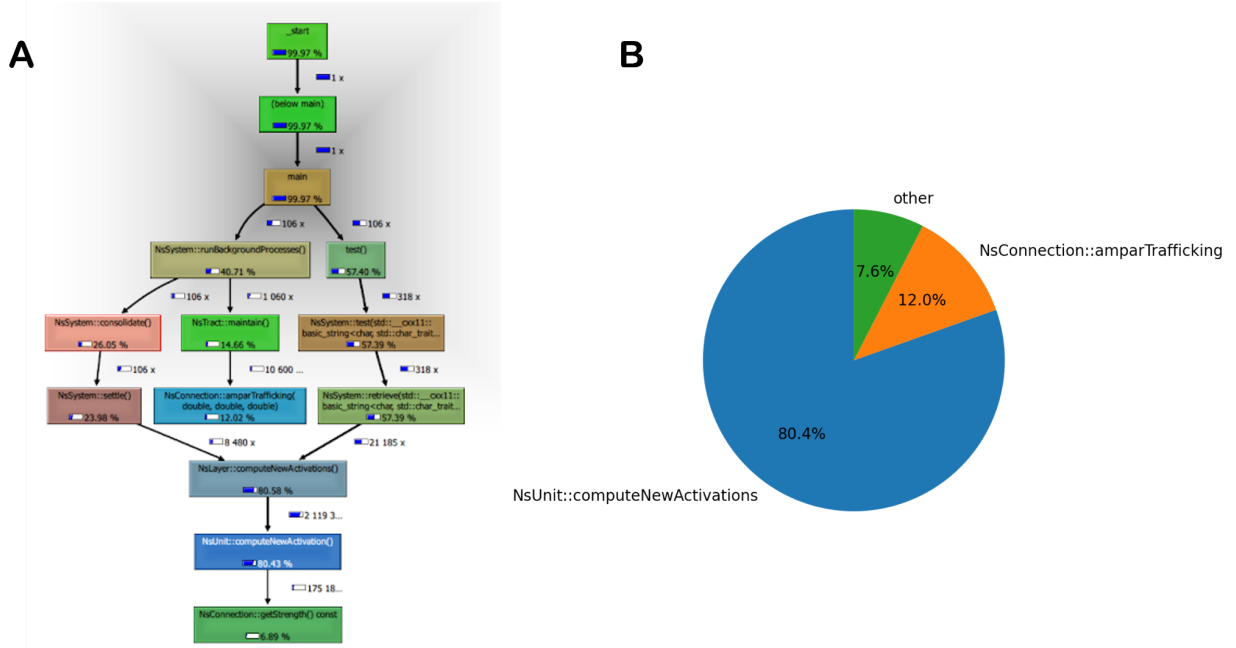 A
B
_start
99.97 %
1 x
(below main)
99.97 %
1 x
main
99.97 %
106 x
106 x
NsSystem::runBackgroundProcesses()
40.71 %
test()
57.40 %
106 x
1 060 x
318 x
NsSystem::consolidate()
26.05 %
NsTract::maintain()
14.66 %
NsSystem::test(std::__cxx11::
basic_string<char, std::char_trait...
57.39 %
106 x
10 600 ...
318 x
NsSystem::settle()
23.98 %
NsConnection::amparTrafficking(
double, double, double)
12.02 %
NsSystem::retrieve(std::__cxx11::
basic_string<char, std::char_trait...
57.39 %
8 480 x
21 185 x
NsLayer::computeNewActivations()
80.58 %
2 119 3...
NsUnit::computeNewActivation()
80.43 %
175 18...
NsConnection::getStrength() const
6.89 %
other
NsConnection::amparTrafficking
7.6%
12.0%
80.4%
NsUnit::computeNewActivations